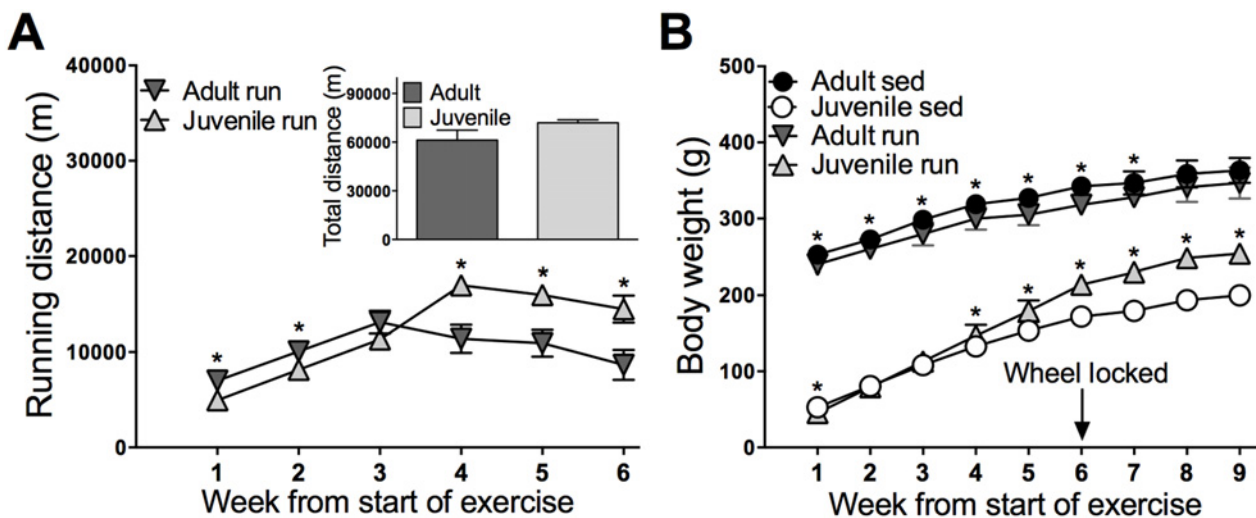 A
Running distance (m)
40000
30000
20000
10000
0
Adult run
Juvenile run
Total distance (m)
90000
60000
30000
0
Adult
Juvenile
*
*
*
*
*
1 2 3 4 5 6
Week from start of exercise
B
Body weight (g)
500
400
300
200
100
0
Adult sed
Juvenile sed
Adult run
Juvenile run
* * * * * * *
* * * * * * *
Wheel locked
1 2 3 4 5 6 7 8 9
Week from start of exercise